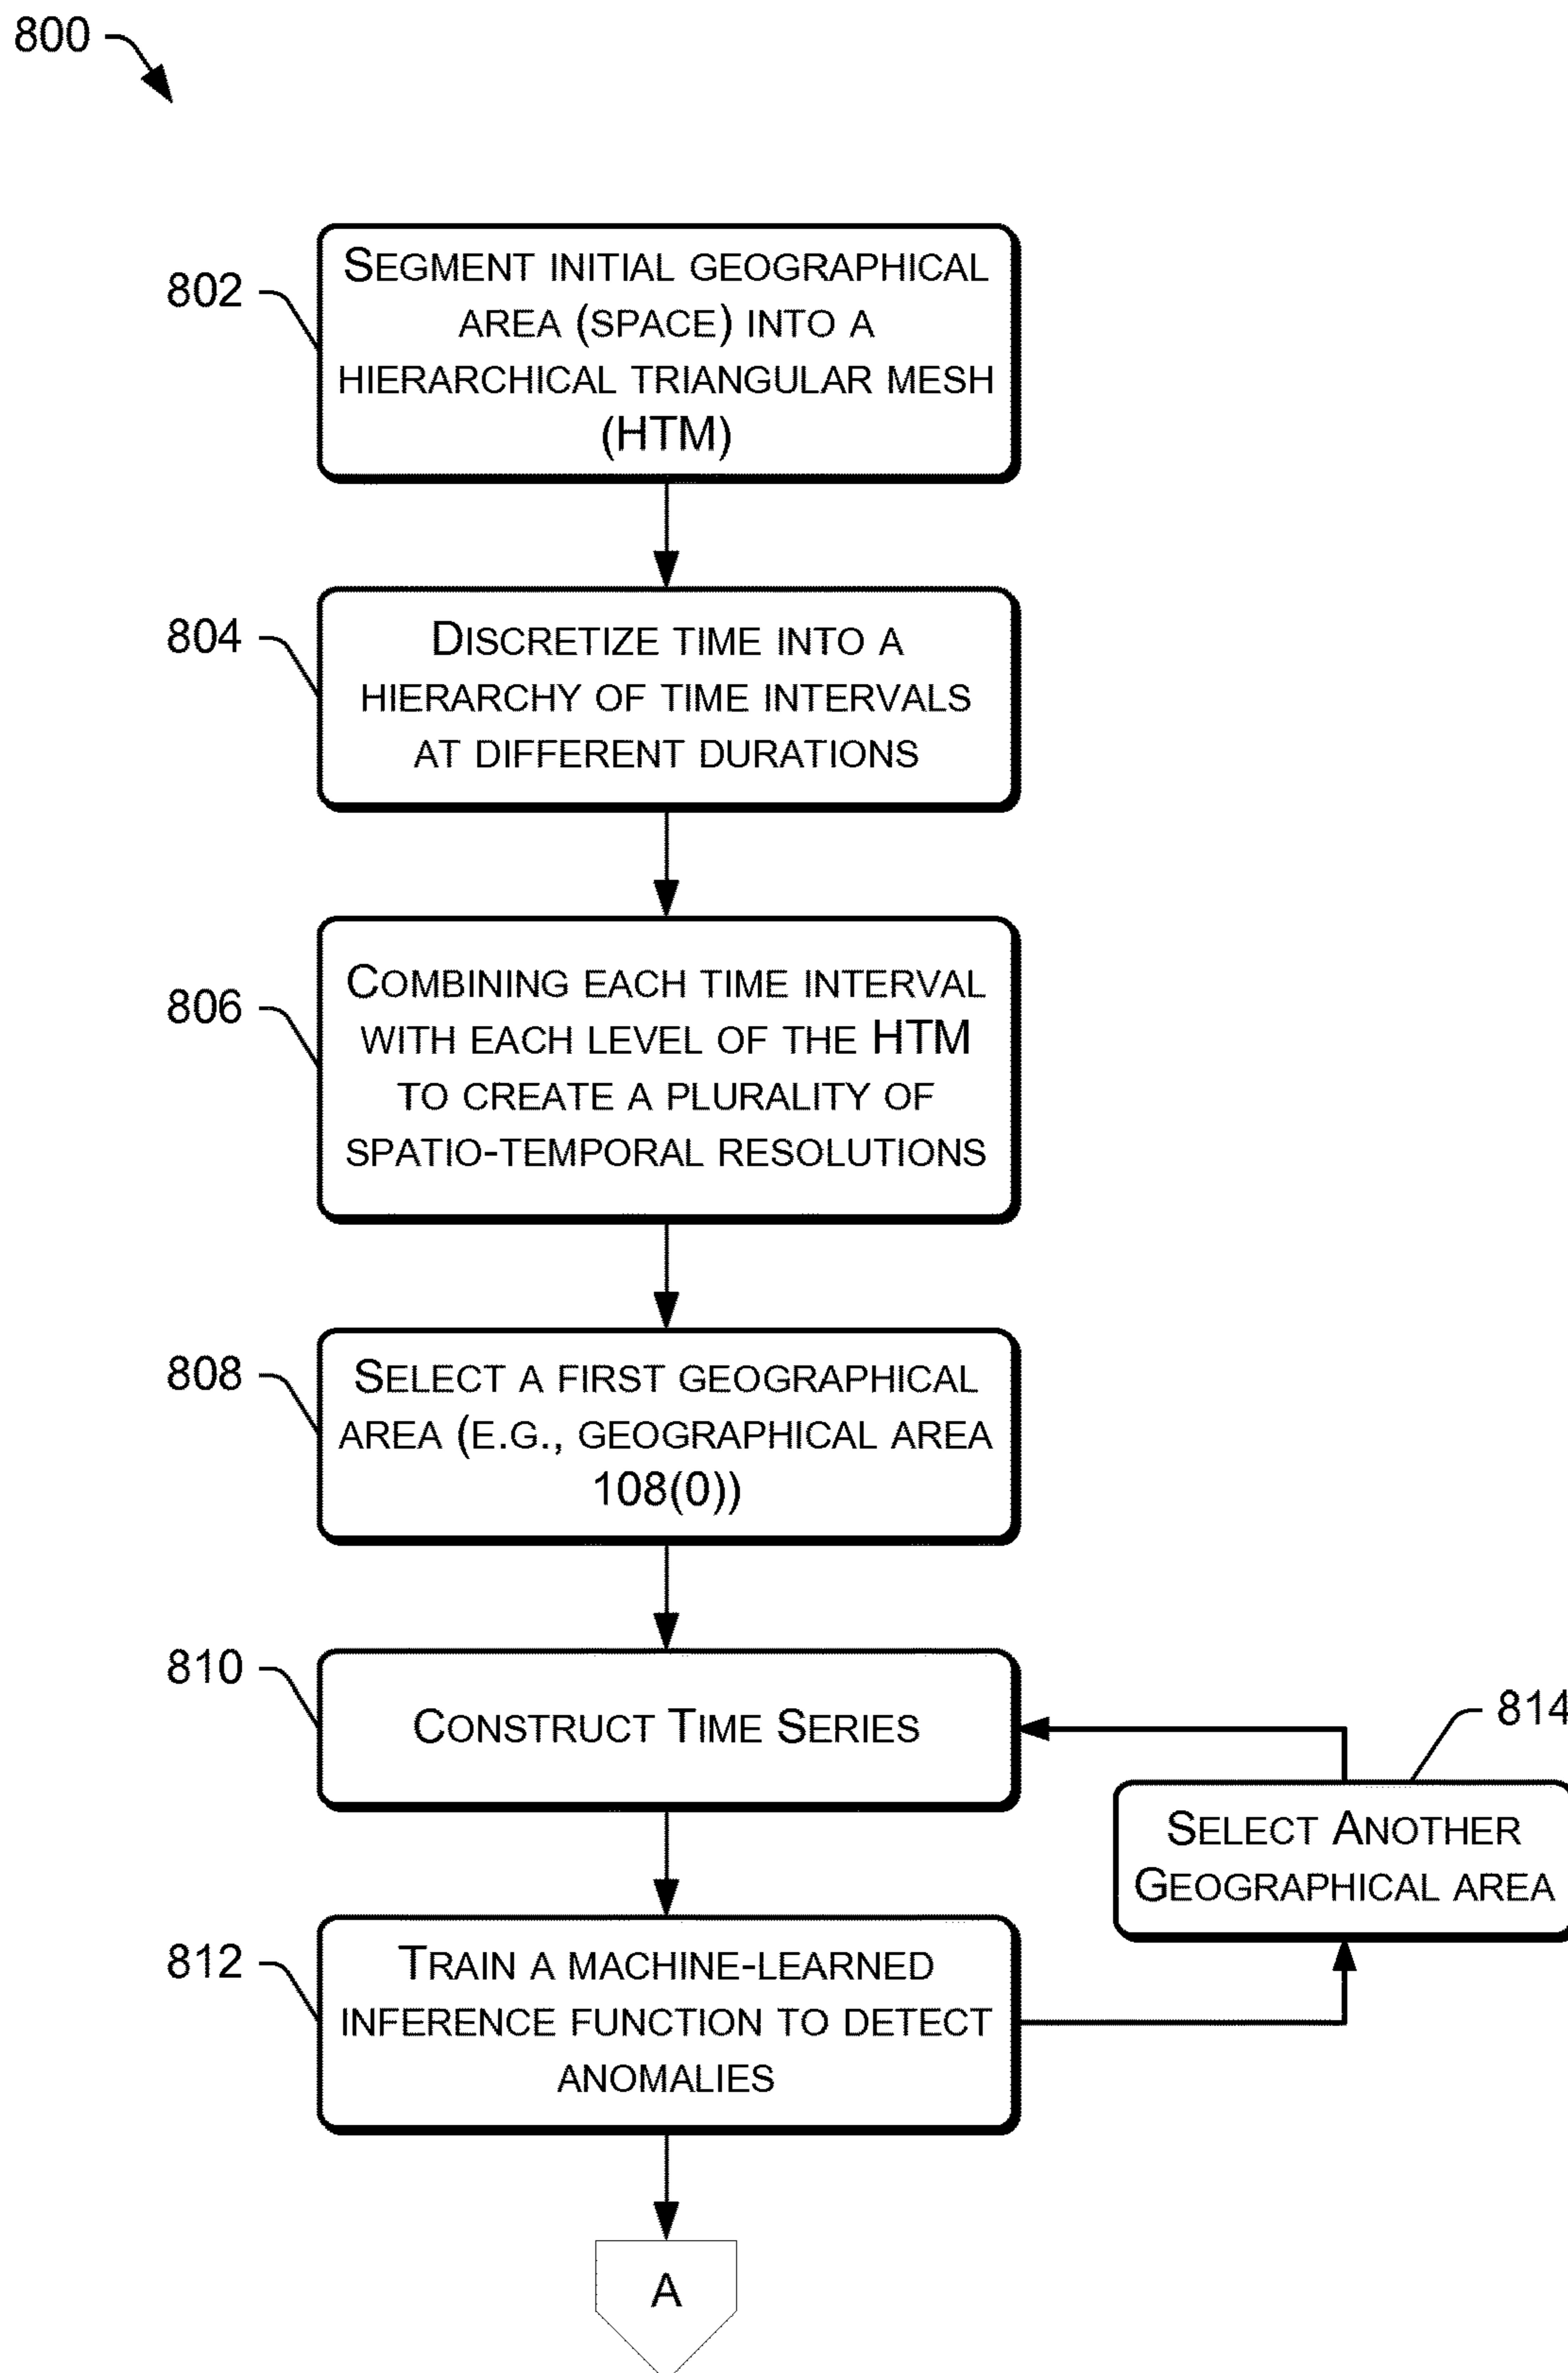 800
802
SEGMENT INITIAL GEOGRAPHICAL
AREA (SPACE) INTO A
HIERARCHICAL TRIANGULAR MESH
(HTM)
804
DISCRETIZE TIME INTO A
HIERARCHY OF TIME INTERVALS
AT DIFFERENT DURATIONS
806
COMBINING EACH TIME INTERVAL
WITH EACH LEVEL OF THE HTM
TO CREATE A PLURALITY OF
SPATIO-TEMPORAL RESOLUTIONS
808
SELECT A FIRST GEOGRAPHICAL
AREA (E.G., GEOGRAPHICAL AREA
108(0))
810
CONSTRUCT TIME SERIES
814
SELECT ANOTHER
GEOGRAPHICAL AREA
812
TRAIN A MACHINE-LEARNED
INFERENCE FUNCTION TO DETECT
ANOMALIES
A